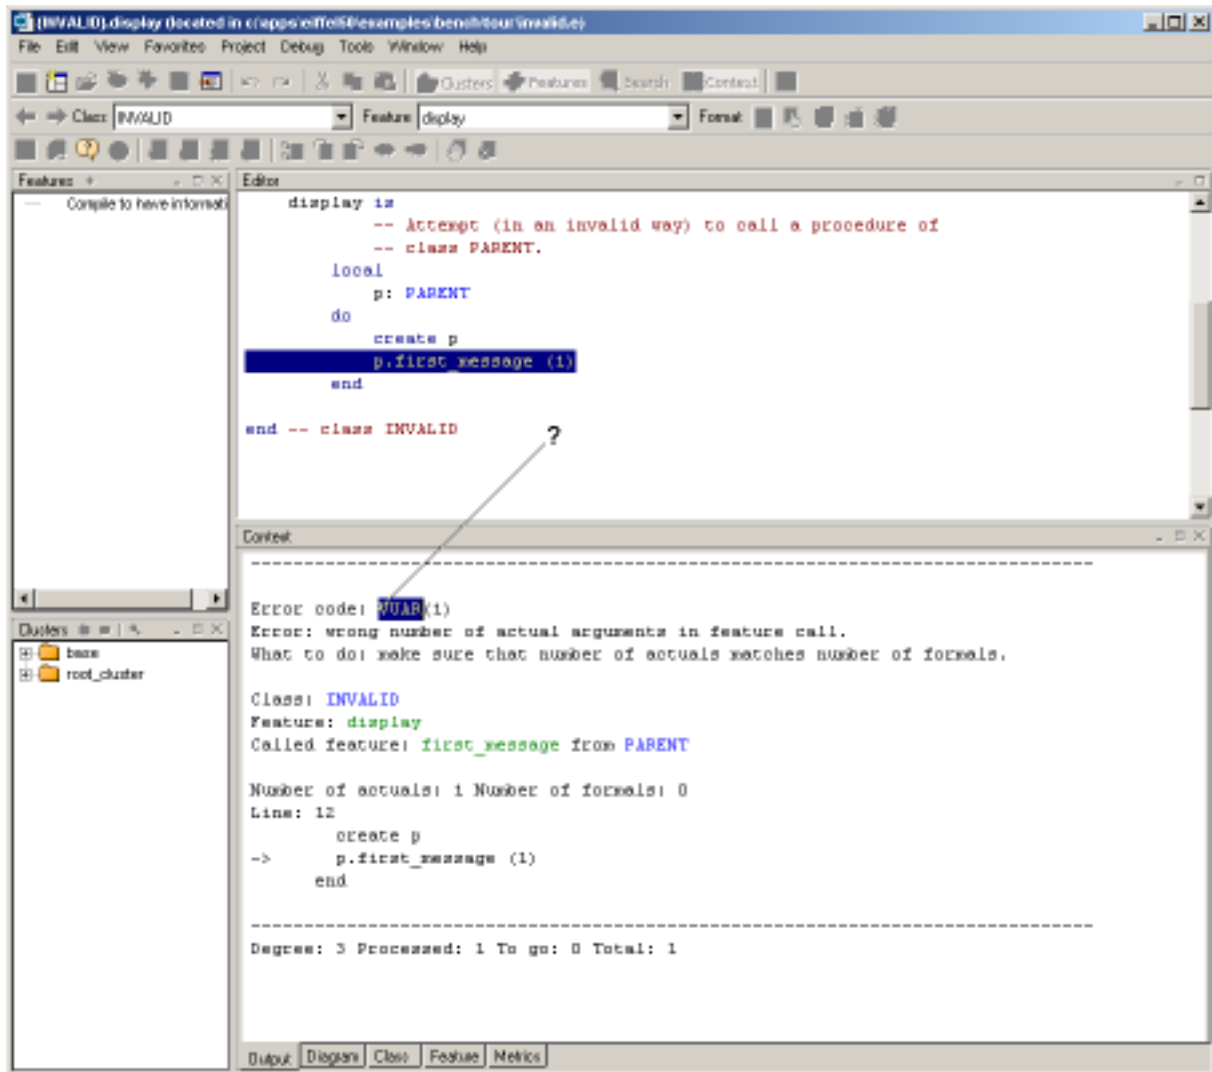 [INVALID].display (located in c:\apps\eiffel50\examples\bench\tour\invalid.e)
File Edit View Favorites Project Debug Tools Window Help
Clusters Features Search Context
Class INVALID Feature display Format
Features
Compile to have informati
Editor
display is
-- Attempt (in an invalid way) to call a procedure of
-- class PARENT.
local
p: PARENT
do
create p
p.first_message (1)
end
end -- class INVALID
?
Context
Error code: VUAR(1)
Error: wrong number of actual arguments in feature call.
What to do: make sure that number of actuals matches number of formals.
Class: INVALID
Feature: display
Called feature: first_message from PARENT
Number of actuals: 1 Number of formals: 0
Line: 12
create p
-> p.first_message (1)
end
Degree: 3 Processed: 1 To go: 0 Total: 1
Clusters
base
root_cluster
Output Diagram Class Feature Metrics